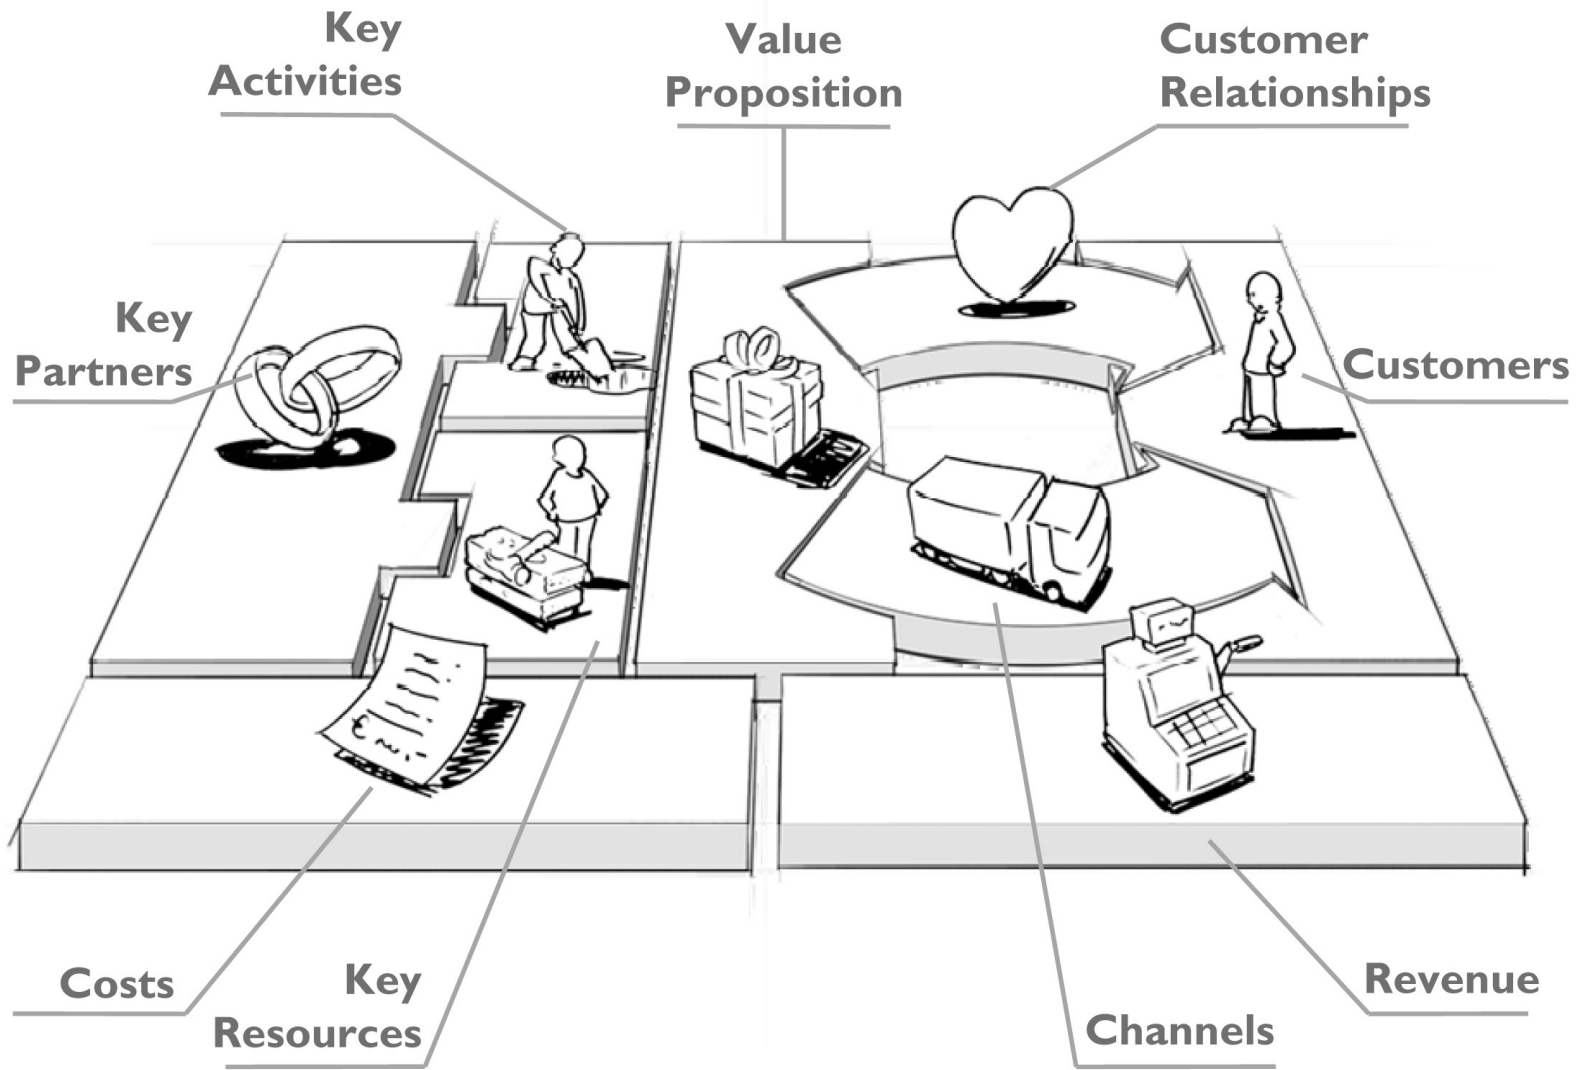 Key
Activities
Value
Proposition
Customer
Relationships
Key
Partners
Customers
Costs
Key
Resources
Channels
Revenue